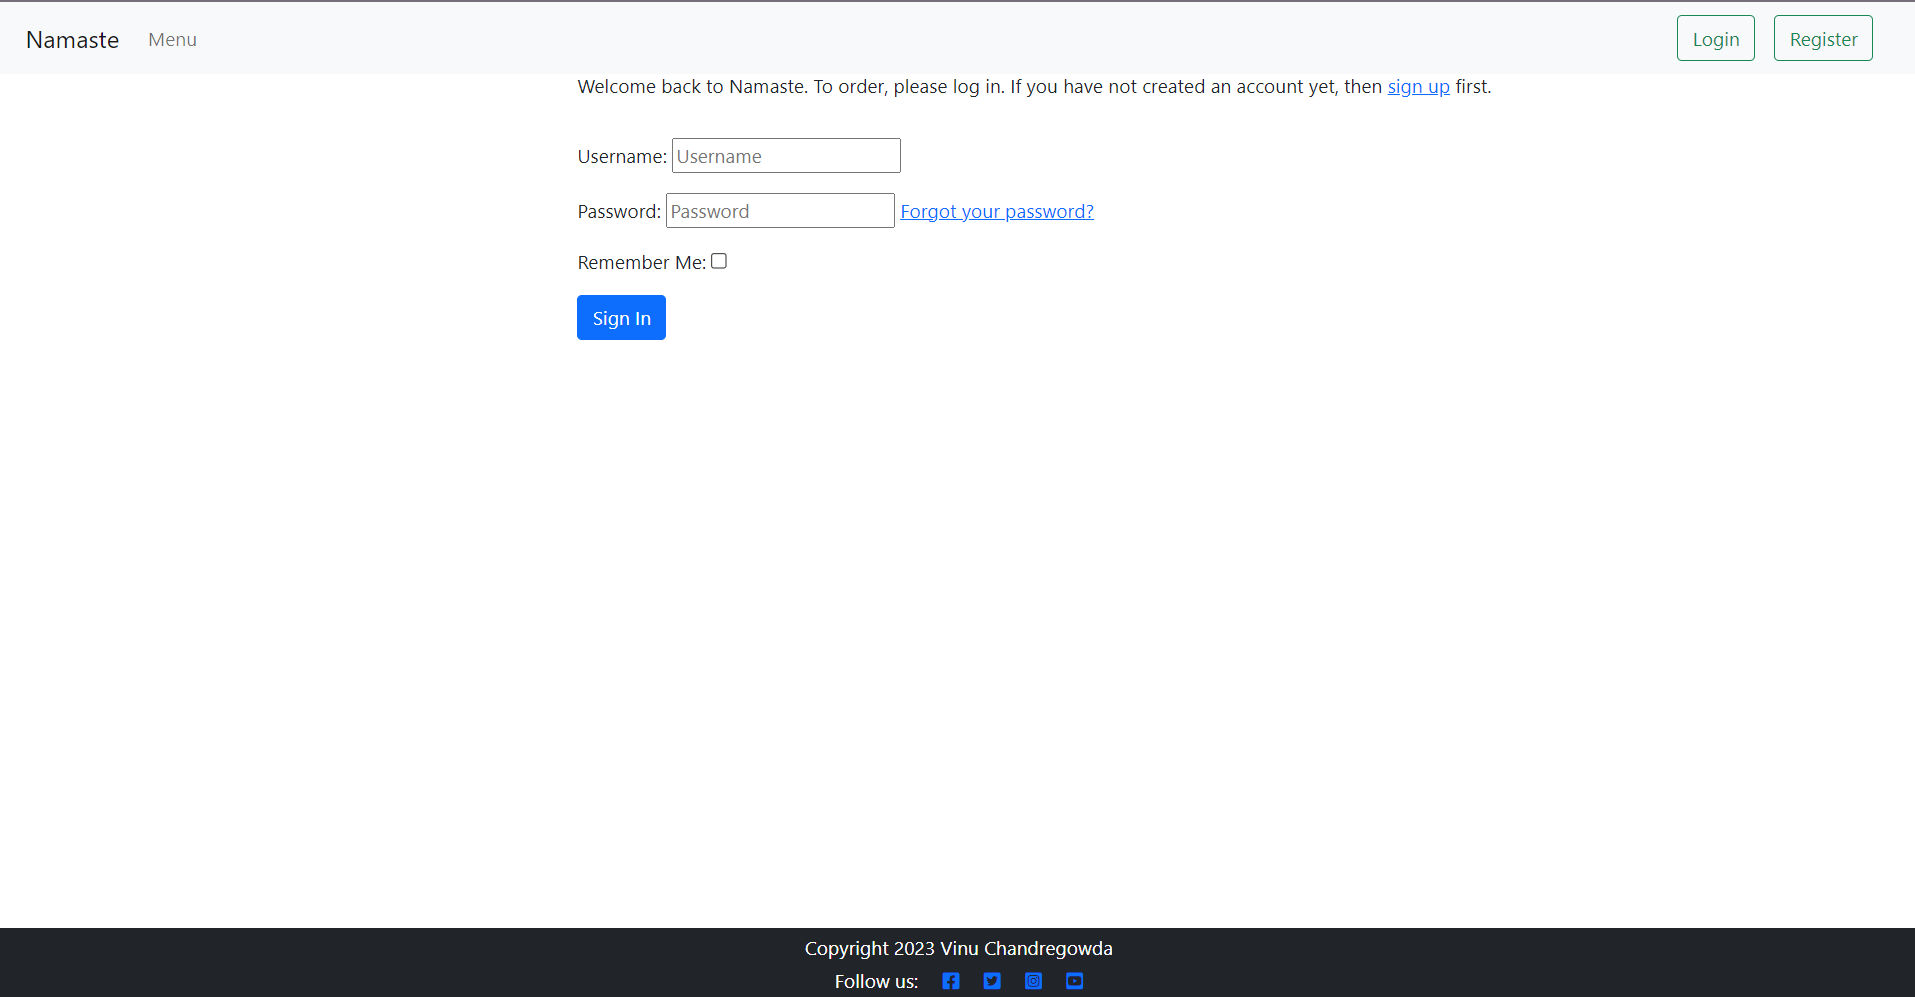 Namaste Menu Login Register
Welcome back to Namaste. To order, please log in. If you have not created an account yet, then sign up first.
Username: Username
Password: Password Forgot your password?
Remember Me:
Sign In
Copyright 2023 Vinu Chandregowda
Follow us: